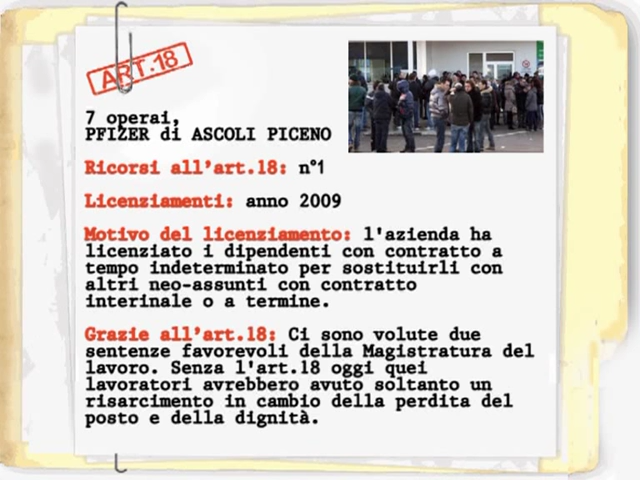 ART.18
7 operai,
PFIZER di ASCOLI PICENO
Ricorsi all'art.18: n°1
Licenziamenti: anno 2009
Motivo del licenziamento: l'azienda ha
licenziato i dipendenti con contratto a
tempo indeterminato per sostituirli con
altri neo-assunti con contratto
interinale o a termine.
Grazie all'art.18: Ci sono volute due
sentenze favorevoli della Magistratura del
lavoro. Senza l'art.18 oggi quei
lavoratori avrebbero avuto soltanto un
risarcimento in cambio della perdita del
posto e della dignità.